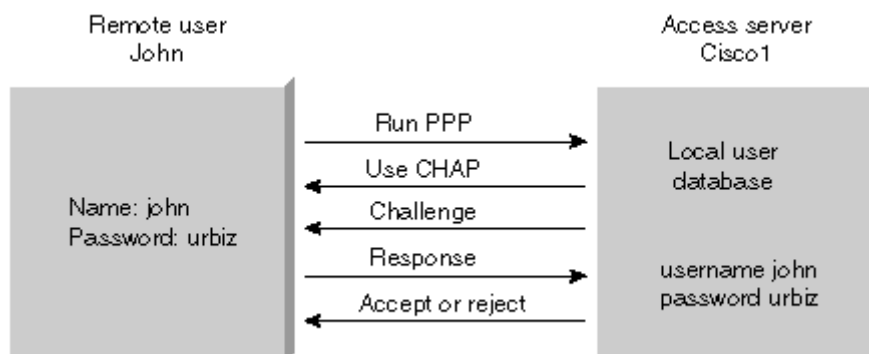 Remote user
John
Access server
Cisco1
Run PPP
Use CHAP
Challenge
Response
Accept or reject
Name: john
Password: urbiz
Local user
database
username john
password urbiz